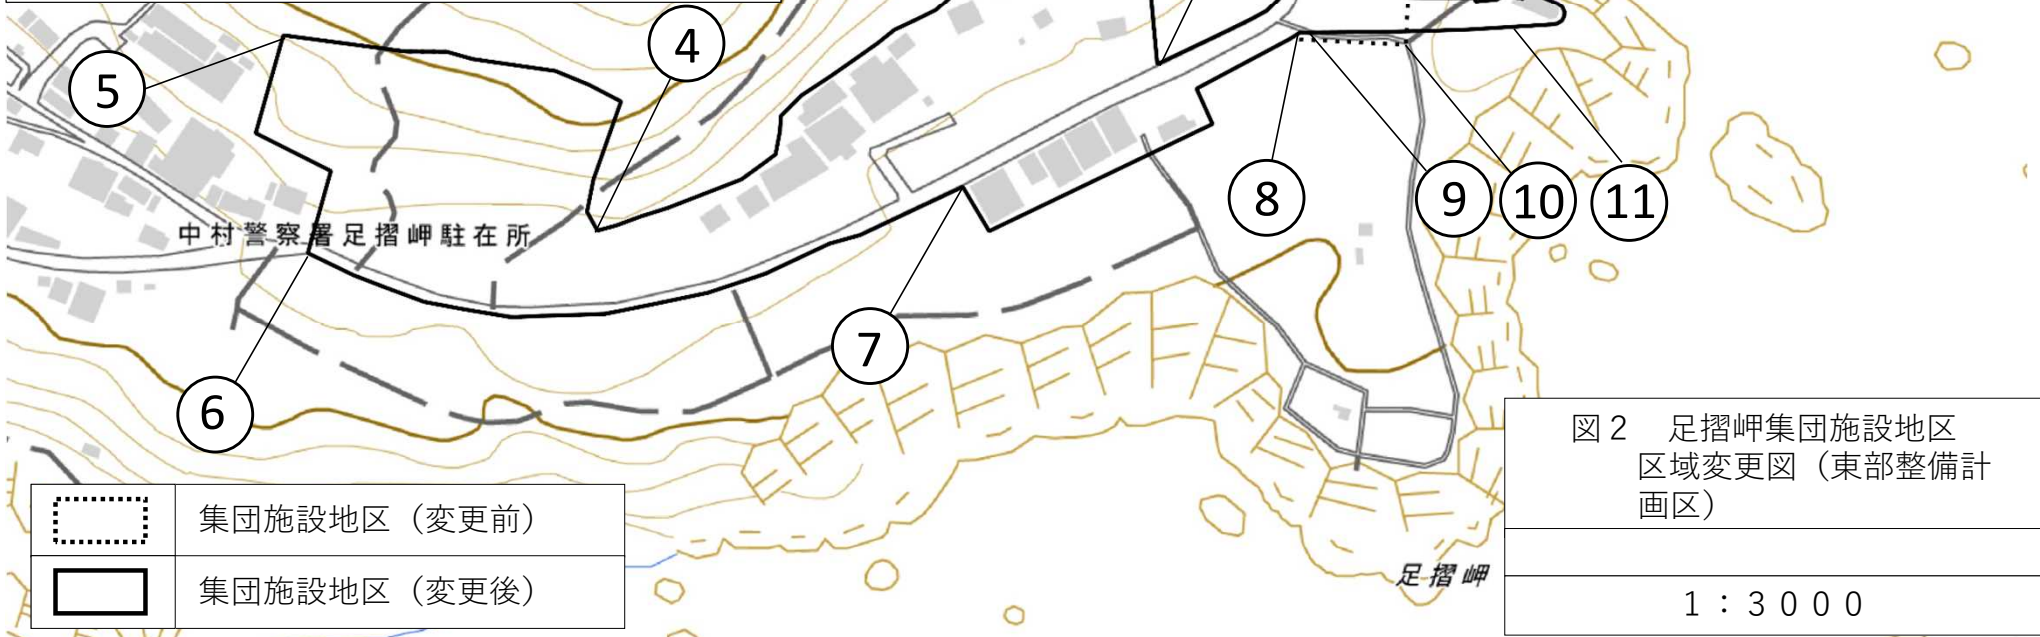 4
5
中村警察署足摺岬駐在所
8
9
10
11
7
6
図２　足摺岬集団施設地区
区域変更図（東部整備計
画区）
集団施設地区（変更前）
集団施設地区（変更後）
足摺岬
１：３０００